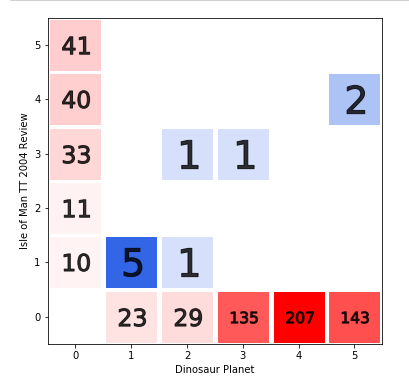 5 41
4 40 2
3 33 1 1
2 11
1 10 5 1
0 23 29 135 207 143
0 1 2 3 4 5
Isle of Man TT 2004 Review
Dinosaur Planet